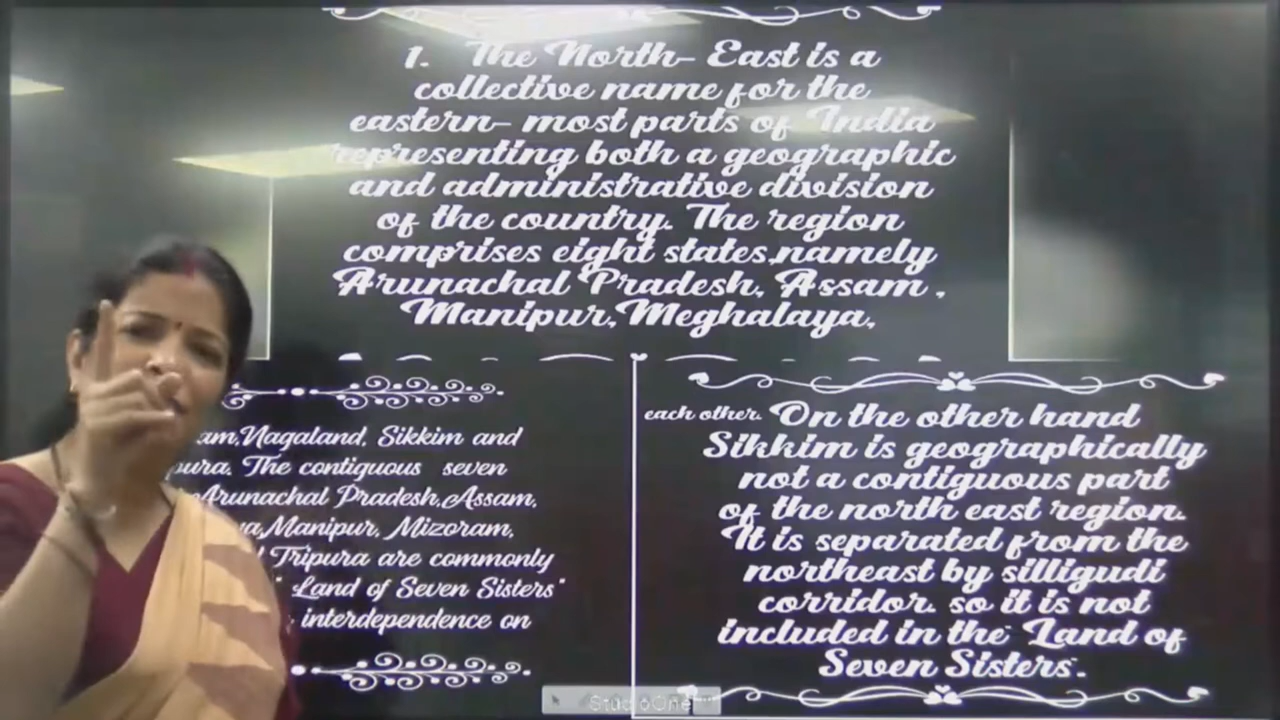 1. The North- East is a
collective name for the
eastern- most parts of India
representing both a geographic
and administrative division
of the country. The region
comprises eight states,namely
Arunachal Pradesh, Assam ,
Manipur,Meghalaya,
Nagaland, Sikkim and
The contiguous seven
Arunachal Pradesh,Assam,
Manipur, Mizoram,
Tripura are commonly
Land of Seven Sisters"
interdependence on
each other. On the other hand
Sikkim is geographically
not a contiguous part
of the north east region.
It is separated from the
northeast by silligudi
corridor. so it is not
included in the "Land of
Seven Sisters".
StudioOne